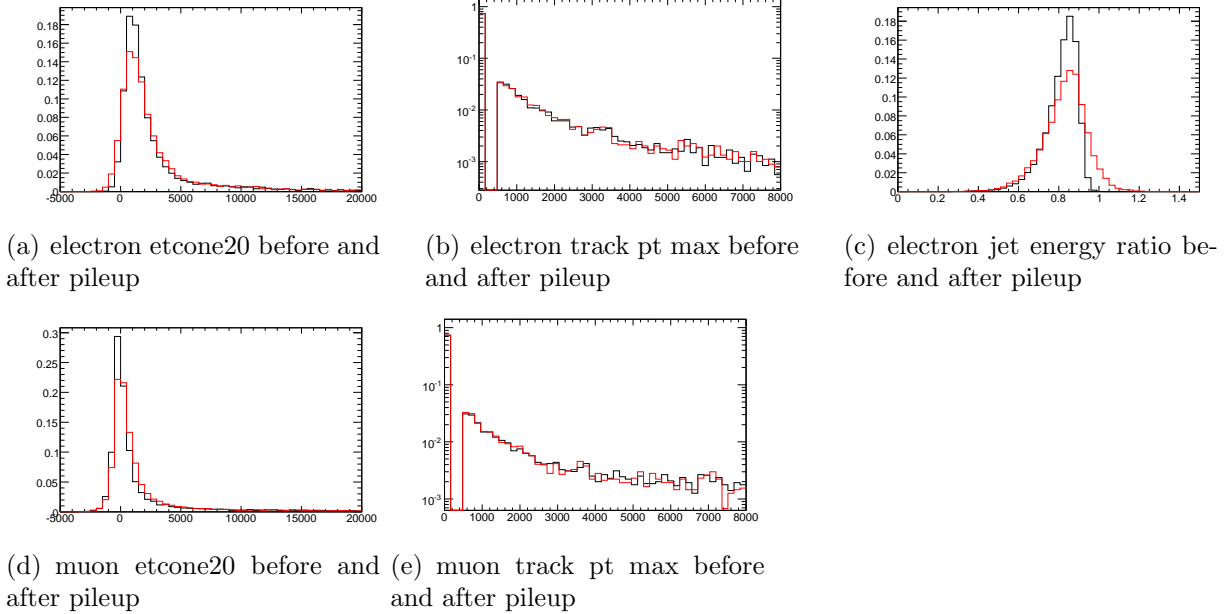 0.18
0.16
0.14
0.12
0.1
0.08
0.06
0.04
0.02
0
-5000 0 5000 10000 15000 20000
(a) electron etcone20 before and
after pileup
1
10-1
10-2
10-3
0 1000 2000 3000 4000 5000 6000 7000 8000
(b) electron track pt max before
and after pileup
0.18
0.16
0.14
0.12
0.1
0.08
0.06
0.04
0.02
0
0 0.2 0.4 0.6 0.8 1 1.2 1.4
(c) electron jet energy ratio be-
fore and after pileup
0.3
0.25
0.2
0.15
0.1
0.05
0
-5000 0 5000 10000 15000 20000
(d) muon etcone20 before and
after pileup
1
10-1
10-2
10-3
0 1000 2000 3000 4000 5000 6000 7000 8000
(e) muon track pt max before
and after pileup